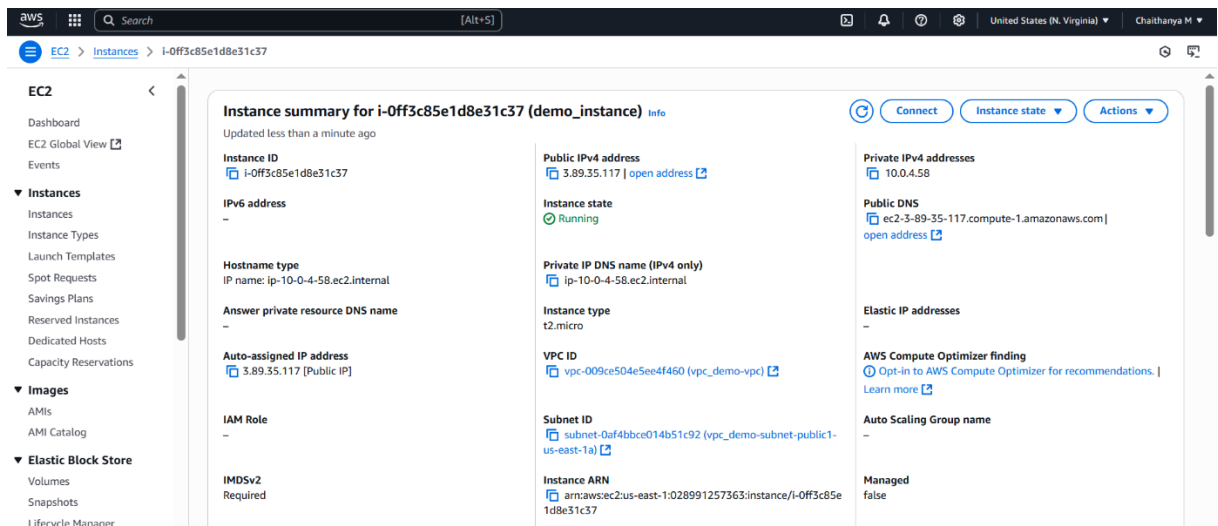 aws
Search
[Alt+S]
United States (N. Virginia)
Chaithanya M
EC2 > Instances > i-0ff3c85e1d8e31c37
EC2
Dashboard
EC2 Global View
Events
Instances
Instances
Instance Types
Launch Templates
Spot Requests
Savings Plans
Reserved Instances
Dedicated Hosts
Capacity Reservations
Images
AMIs
AMI Catalog
Elastic Block Store
Volumes
Snapshots
Lifecycle Manager
Instance summary for i-0ff3c85e1d8e31c37 (demo_instance) Info
Connect
Instance state
Actions
Updated less than a minute ago
Instance ID
i-0ff3c85e1d8e31c37
Public IPv4 address
3.89.35.117 | open address
Private IPv4 addresses
10.0.4.58
IPv6 address
–
Instance state
Running
Public DNS
ec2-3-89-35-117.compute-1.amazonaws.com |
open address
Hostname type
IP name: ip-10-0-4-58.ec2.internal
Private IP DNS name (IPv4 only)
ip-10-0-4-58.ec2.internal
Answer private resource DNS name
–
Instance type
t2.micro
Elastic IP addresses
–
Auto-assigned IP address
3.89.35.117 [Public IP]
VPC ID
vpc-009ce504e5ee4f460 (vpc_demo-vpc)
AWS Compute Optimizer finding
Opt-in to AWS Compute Optimizer for recommendations. |
Learn more
IAM Role
–
Subnet ID
subnet-0af4bbce014b51c92 (vpc_demo-subnet-public1-
us-east-1a)
Auto Scaling Group name
–
IMDSv2
Required
Instance ARN
arn:aws:ec2:us-east-1:028991257363:instance/i-0ff3c85e
1d8e31c37
Managed
false